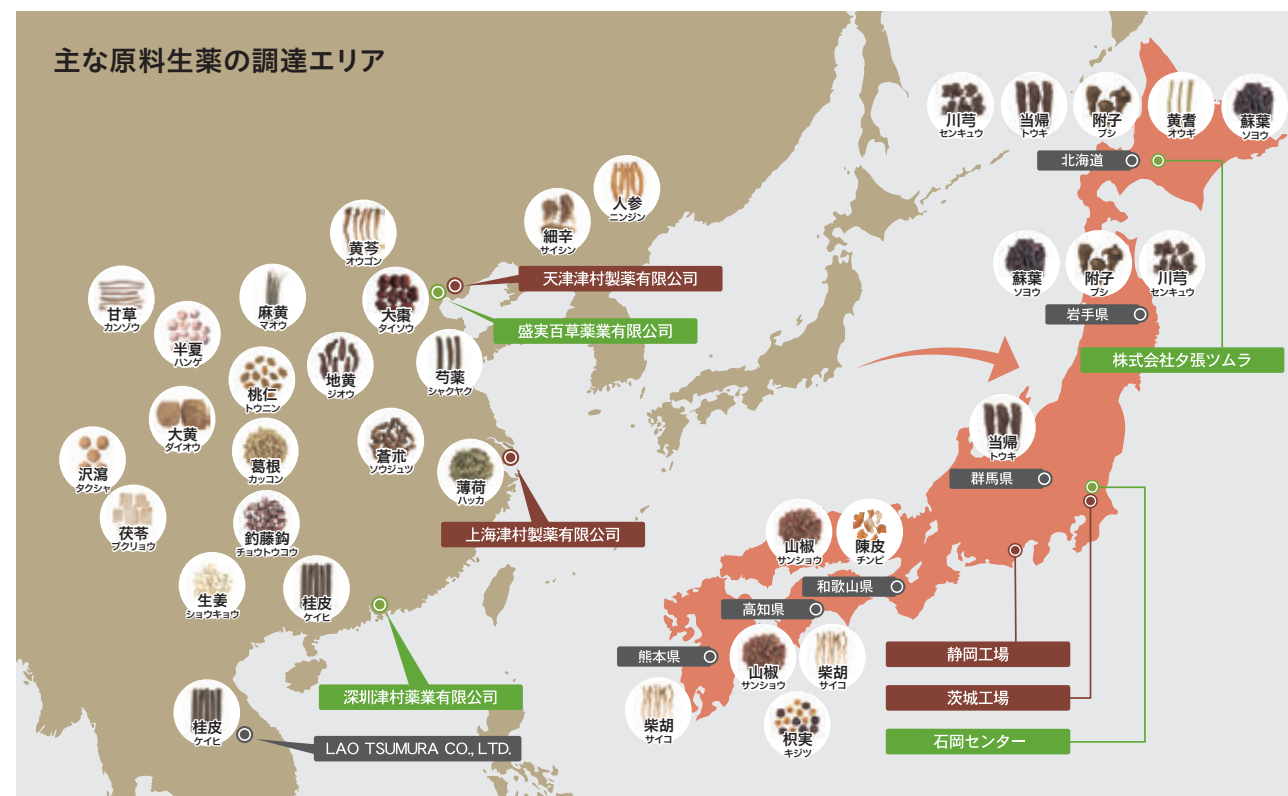 主な原料生薬の調達エリア
川芎
センキュウ
当帰
トウキ
附子
ブシ
黄耆
オウギ
蘇葉
ソヨウ
北海道
人参
ニンジン
細辛
サイシン
黄芩
オウゴン
天津津村製薬有限公司
大棗
タイソウ
盛実百草薬業有限公司
甘草
カンゾウ
麻黄
マオウ
半夏
ハンゲ
地黄
ジオウ
芍薬
シャクヤク
桃仁
トウニン
大黄
ダイオウ
葛根
カッコン
蒼朮
ソウジュツ
薄荷
ハッカ
沢瀉
タクシャ
茯苓
ブクリョウ
釣藤鈎
チョウトウコウ
上海津村製薬有限公司
生姜
ショウキョウ
桂皮
ケイヒ
深圳津村薬業有限公司
桂皮
ケイヒ
LAO TSUMURA CO., LTD.
蘇葉
ソヨウ
附子
ブシ
川芎
センキュウ
岩手県
株式会社夕張ツムラ
当帰
トウキ
群馬県
山椒
サンショウ
陳皮
チンピ
和歌山県
高知県
熊本県
山椒
サンショウ
柴胡
サイコ
柴胡
サイコ
枳実
キジツ
静岡工場
茨城工場
石岡センター